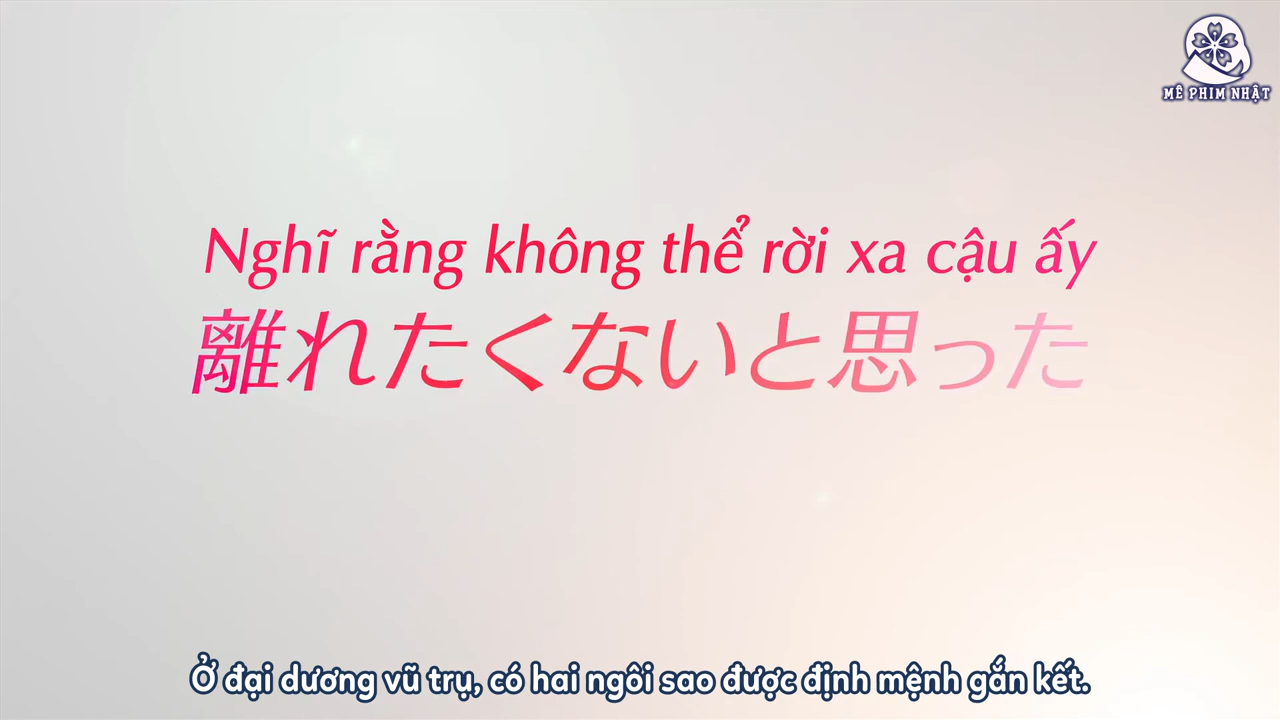 MÊ PHIM NHẬT
Nghĩ rằng không thể rời xa cậu ấy
離れたくないと思った
Ở đại dương vũ trụ, có hai ngôi sao được định mệnh gắn kết.